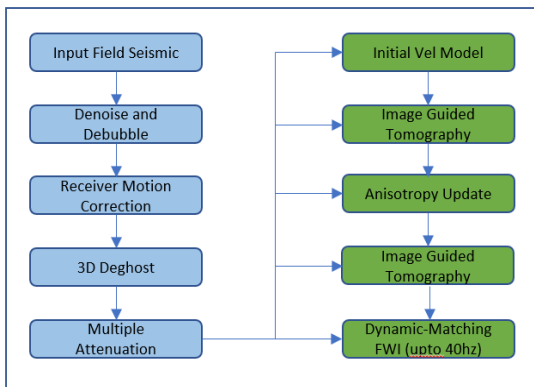 Input Field Seismic
Denoise and
Debubble
Receiver Motion
Correction
3D Deghost
Multiple
Attenuation
Initial Vel Model
Image Guided
Tomography
Anisotropy Update
Image Guided
Tomography
Dynamic-Matching
FWI (upto 40hz)